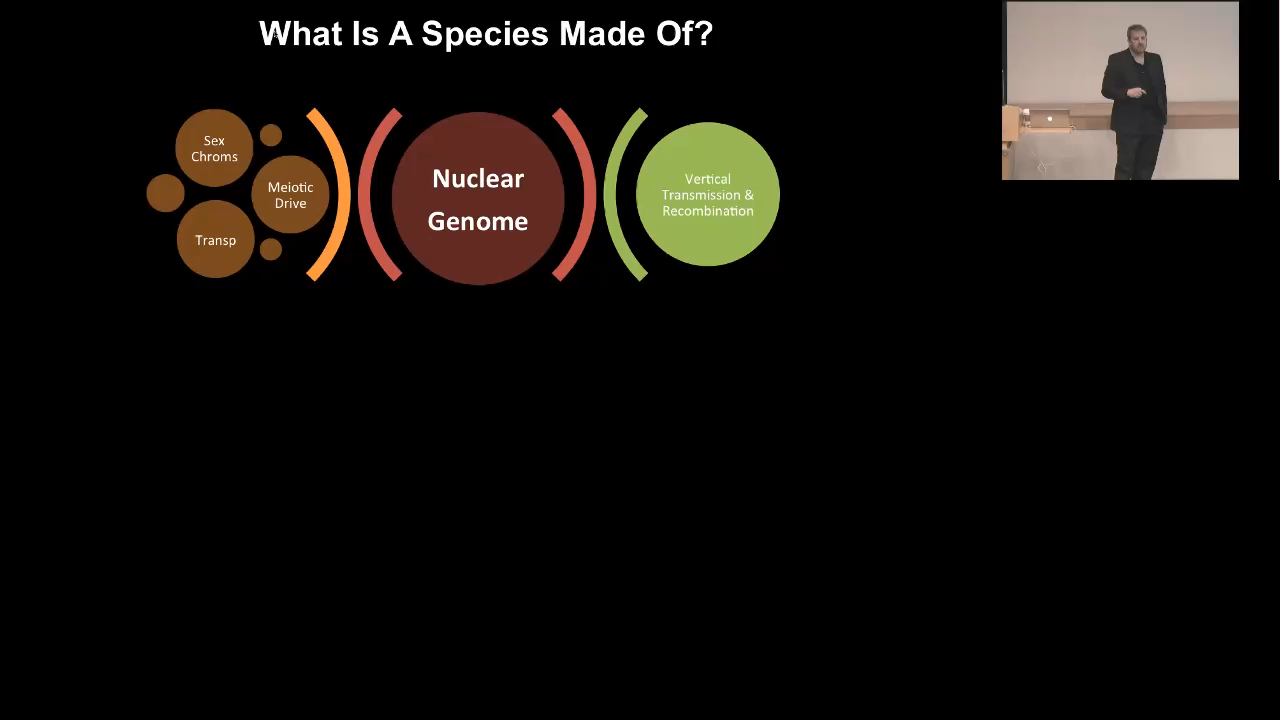 What Is A Species Made Of?
Sex
Chroms
Meiotic
Drive
Transp
Nuclear
Genome
Vertical
Transmission &
Recombination